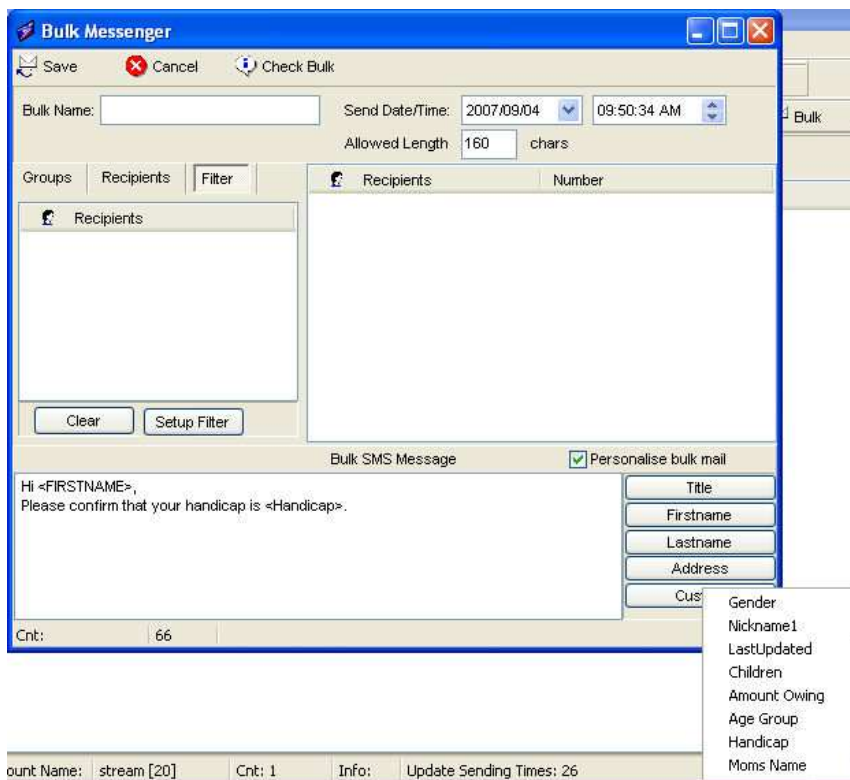 Bulk Messenger
Save Cancel Check Bulk
Bulk Name: Send Date/Time: 2007/09/04 09:50:34 AM
Bulk
Allowed Length 160 chars
Groups Recipients Filter
Recipients Number
Recipients
Clear Setup Filter
Bulk SMS Message Personalise bulk mail
Hi <FIRSTNAME>,
Please confirm that your handicap is <Handicap>.
Title
Firstname
Lastname
Address
Cus
Gender
Nickname1
LastUpdated
Children
Amount Owing
Age Group
Handicap
Moms Name
Cnt: 66
ount Name: stream [20] Cnt: 1 Info: Update Sending Times: 26